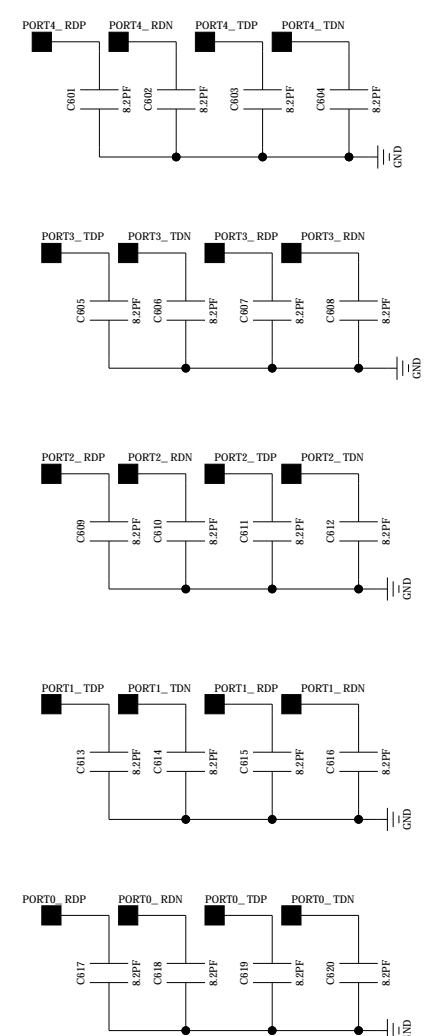 PORT4_RDP PORT4_RDN PORT4_TDP PORT4_TDN
C601 8.2PF C602 8.2PF C603 8.2PF C604 8.2PF
GND
PORT3_TDP PORT3_TDN PORT3_RDP PORT3_RDN
C605 8.2PF C606 8.2PF C607 8.2PF C608 8.2PF
GND
PORT2_RDP PORT2_RDN PORT2_TDP PORT2_TDN
C609 8.2PF C610 8.2PF C611 8.2PF C612 8.2PF
GND
PORT1_TDP PORT1_TDN PORT1_RDP PORT1_RDN
C613 8.2PF C614 8.2PF C615 8.2PF C616 8.2PF
GND
PORT0_RDP PORT0_RDN PORT0_TDP PORT0_TDN
C617 8.2PF C618 8.2PF C619 8.2PF C620 8.2PF
GND